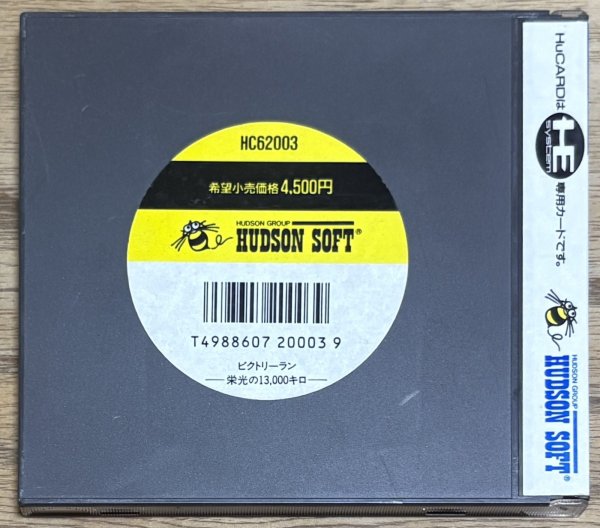 HC62003
希望小売価格4,500円
HUDSON GROUP
HUDSON SOFT®
T4988607 20003 9
ビクトリーラン
栄光の13,000キロ
HuCARDは
HE
system
専用カードです。
HUDSON GROUP
HUDSON SOFT®